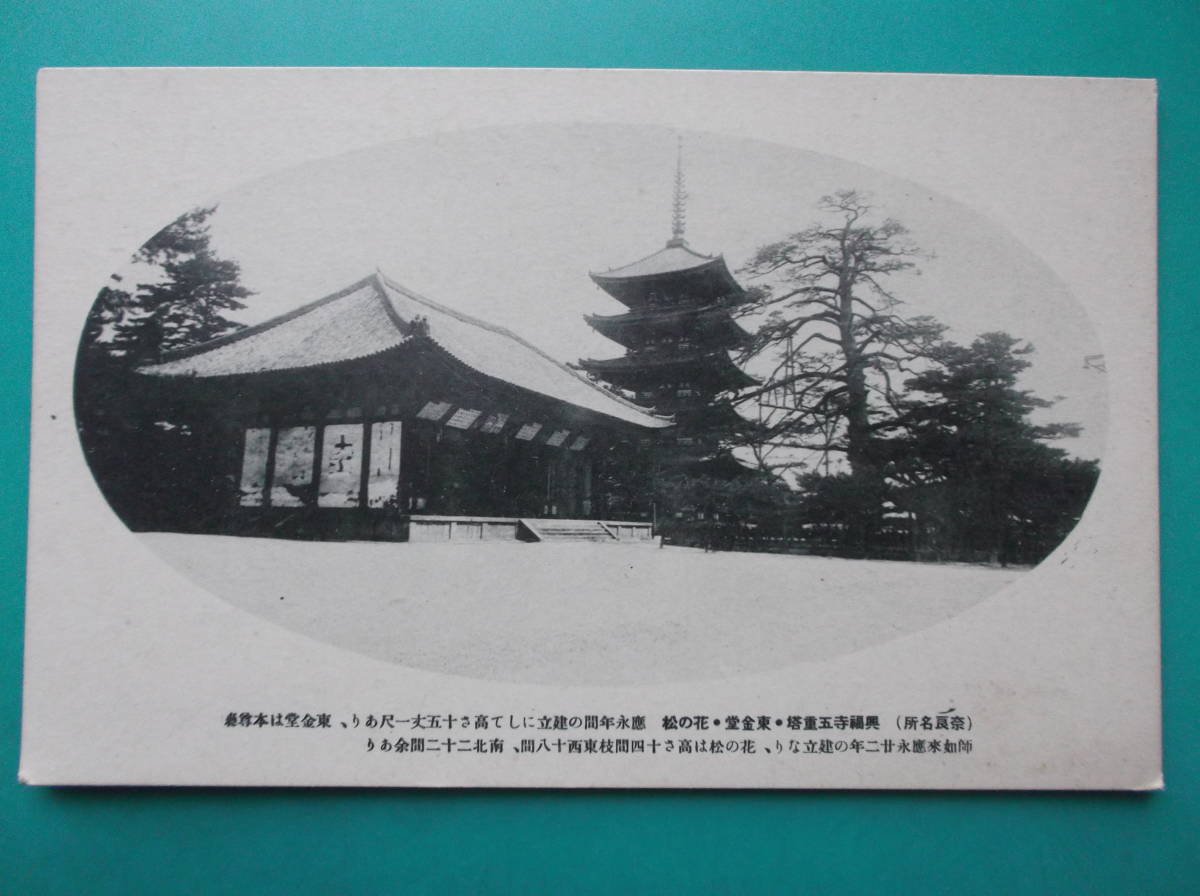 （奈良名所） 興福寺五重塔・東金堂・花の松 應永年間の建立にして高さ十五丈一尺あり、東金堂は本尊藥
師如來應永廿二年の建立なり、花の松は高さ十四間枝東西十八間、南北二十二間余あり